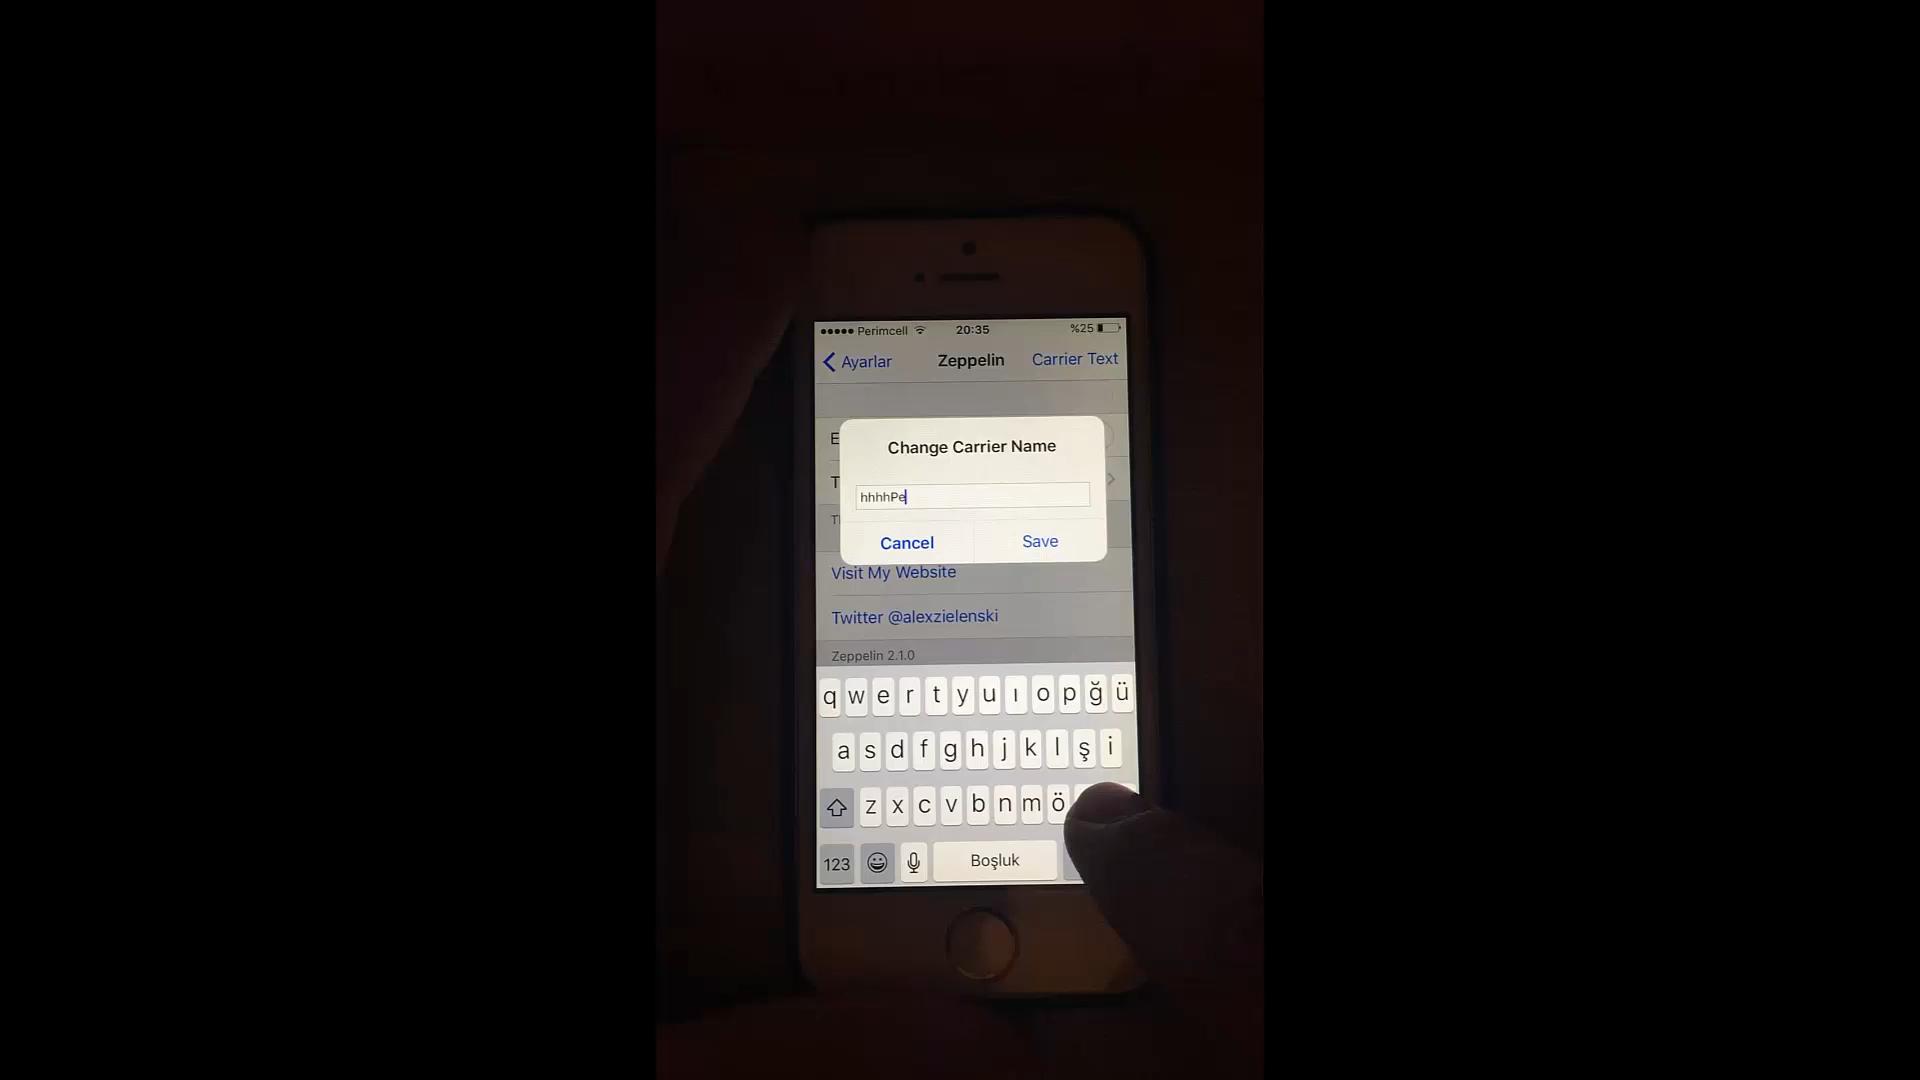 Perimcell 20:35 %25
Ayarlar Zeppelin Carrier Text
E
Change Carrier Name
T
hhhhPe
Cancel Save
Visit My Website
Twitter @alexzielenski
Zeppelin 2.1.0
q w e r t y u ı o p ğ ü
a s d f g h j k l ş i
z x c v b n m ö
123 Boşluk